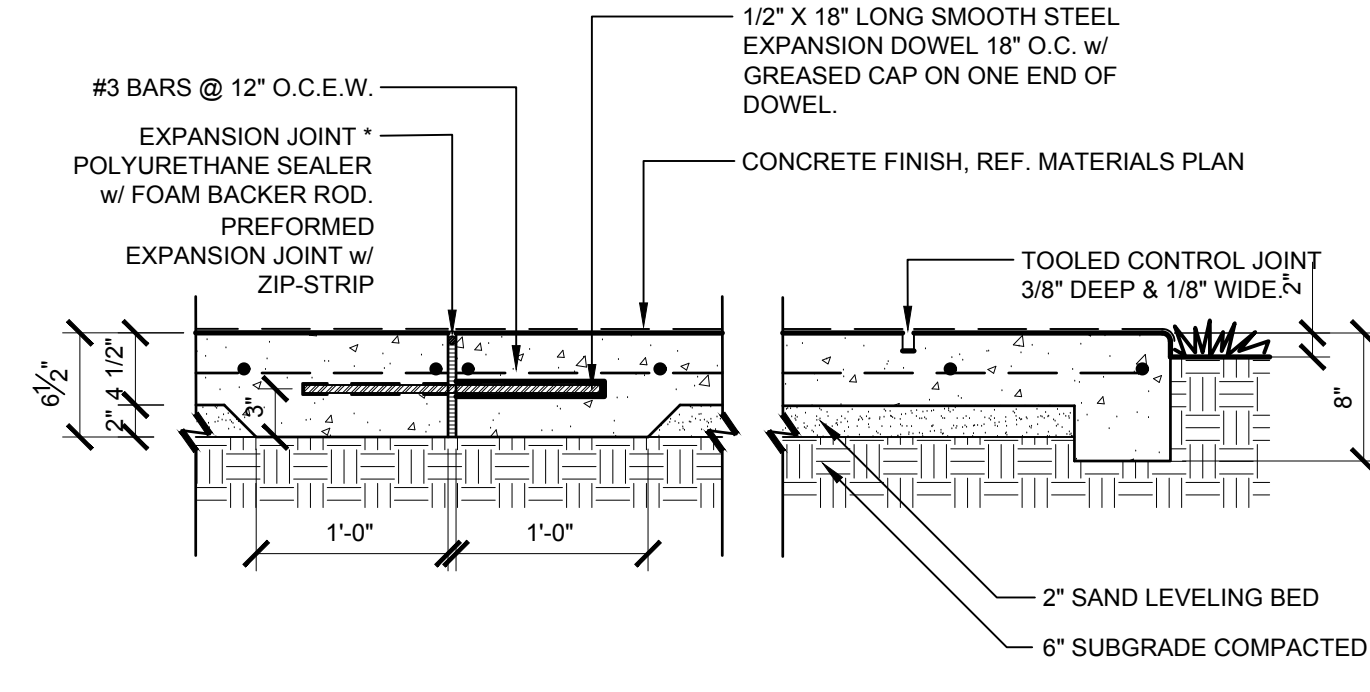 1/2" X 18" LONG SMOOTH STEEL
EXPANSION DOWEL 18" O.C. w/
GREASED CAP ON ONE END OF
DOWEL.
#3 BARS @ 12" O.C.E.W.
EXPANSION JOINT *
POLYURETHANE SEALER
w/ FOAM BACKER ROD.
PREFORMED
EXPANSION JOINT w/
ZIP-STRIP
CONCRETE FINISH, REF. MATERIALS PLAN
TOOLED CONTROL JOINT
3/8" DEEP & 1/8" WIDE.
2"
6½"
4 1/2"
2"
3"
8"
1'-0"
1'-0"
2" SAND LEVELING BED
6" SUBGRADE COMPACTED